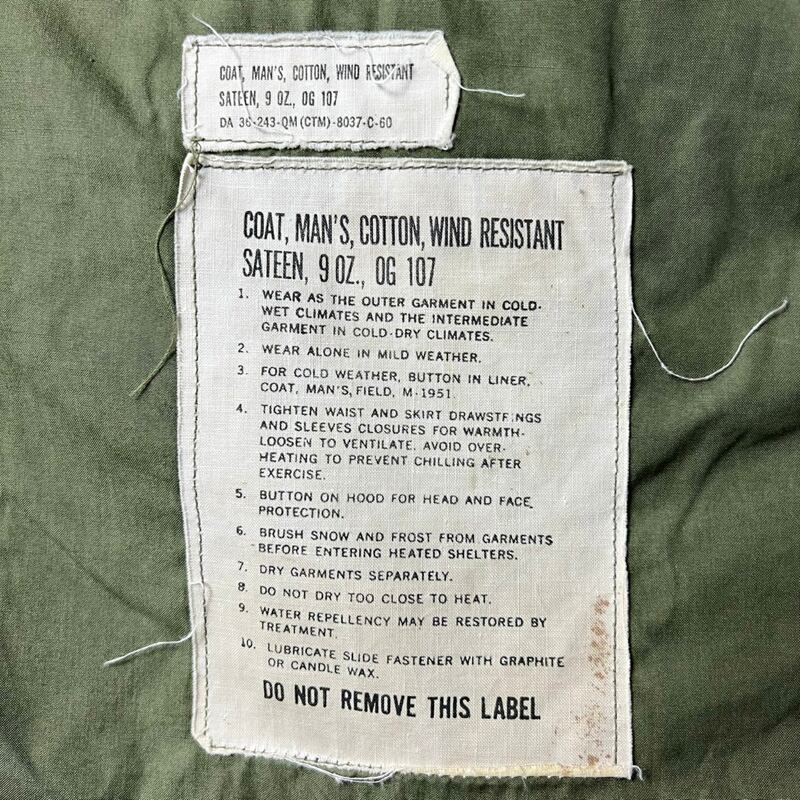 COAT, MAN'S, COTTON, WIND RESISTANT
SATEEN, 9 OZ., OG 107
DA 36-243-QM(CTM)-8037-C-60
COAT, MAN'S, COTTON, WIND RESISTANT
SATEEN, 9 OZ., OG 107
1. WEAR AS THE OUTER GARMENT IN COLD-
WET CLIMATES AND THE INTERMEDIATE
GARMENT IN COLD-DRY CLIMATES.
2. WEAR ALONE IN MILD WEATHER.
3. FOR COLD WEATHER, BUTTON IN LINER,
COAT, MAN'S, FIELD, M-1951.
4. TIGHTEN WAIST AND SKIRT DRAWSTRINGS
AND SLEEVES CLOSURES FOR WARMTH-
LOOSEN TO VENTILATE. AVOID OVER-
HEATING TO PREVENT CHILLING AFTER
EXERCISE.
5. BUTTON ON HOOD FOR HEAD AND FACE
PROTECTION.
6. BRUSH SNOW AND FROST FROM GARMENTS
BEFORE ENTERING HEATED SHELTERS.
7. DRY GARMENTS SEPARATELY.
8. DO NOT DRY TOO CLOSE TO HEAT.
9. WATER REPELLENCY MAY BE RESTORED BY
TREATMENT.
10. LUBRICATE SLIDE FASTENER WITH GRAPHITE
OR CANDLE WAX.
DO NOT REMOVE THIS LABEL